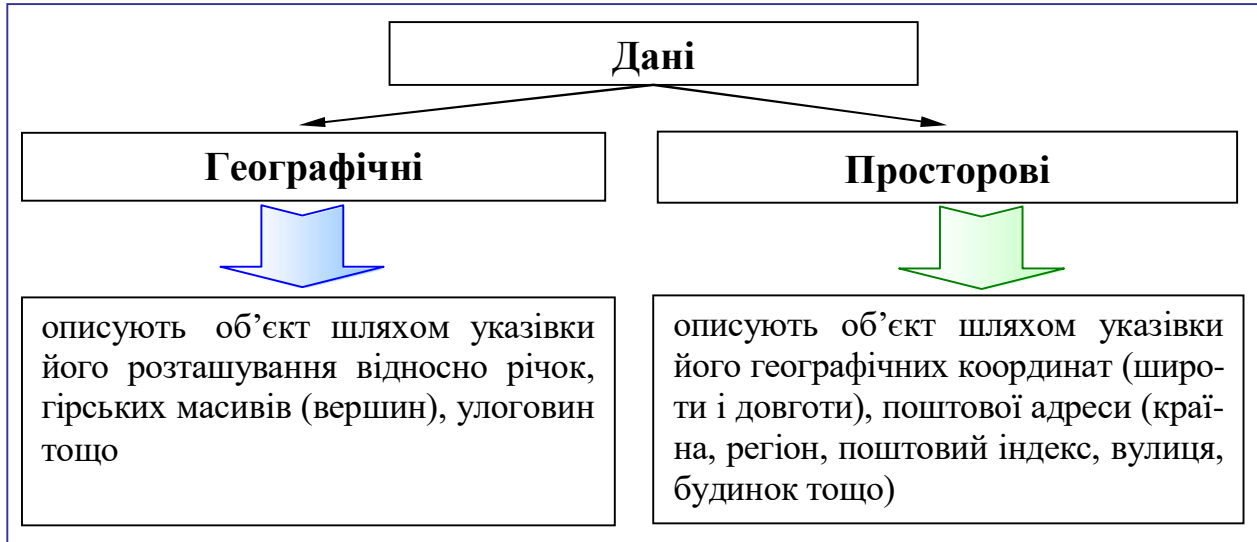 Дані
Географічні
Просторові
описують об’єкт шляхом указівки
його розташування відносно річок,
гірських масивів (вершин), улоговин
тощо
описують об’єкт шляхом указівки
його географічних координат (широ-
ти і довготи), поштової адреси (краї-
на, регіон, поштовий індекс, вулиця,
будинок тощо)